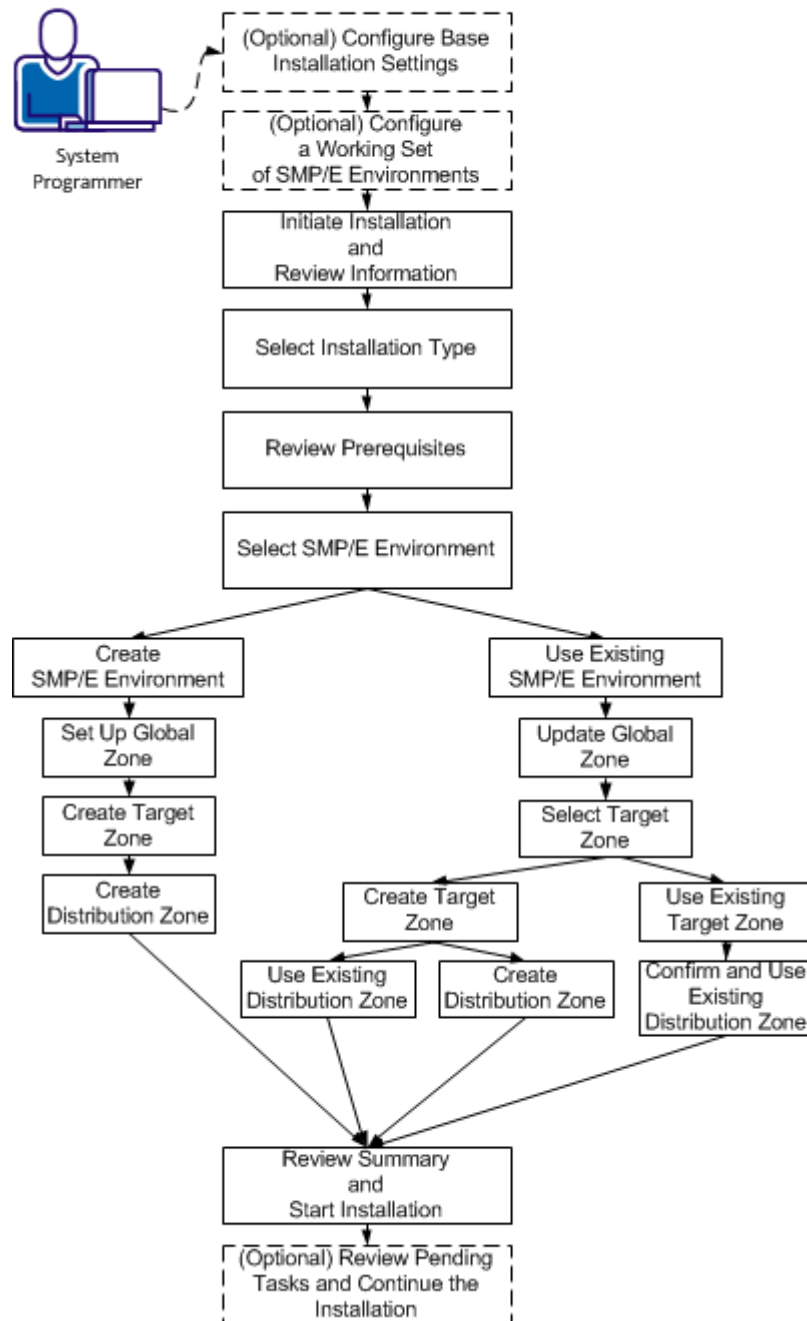 (Optional) Configure Base
Installation Settings
System
Programmer
(Optional) Configure
a Working Set
of SMP/E Environments
Initiate Installation
and
Review Information
Select Installation Type
Review Prerequisites
Select SMP/E Environment
Create
SMP/E Environment
Use Existing
SMP/E Environment
Set Up Global
Zone
Update Global
Zone
Create Target
Zone
Select Target
Zone
Create
Distribution Zone
Create Target
Zone
Use Existing
Target Zone
Use Existing
Distribution Zone
Create
Distribution Zone
Confirm and Use
Existing
Distribution Zone
Review Summary
and
Start Installation
(Optional) Review Pending
Tasks and Continue the
Installation